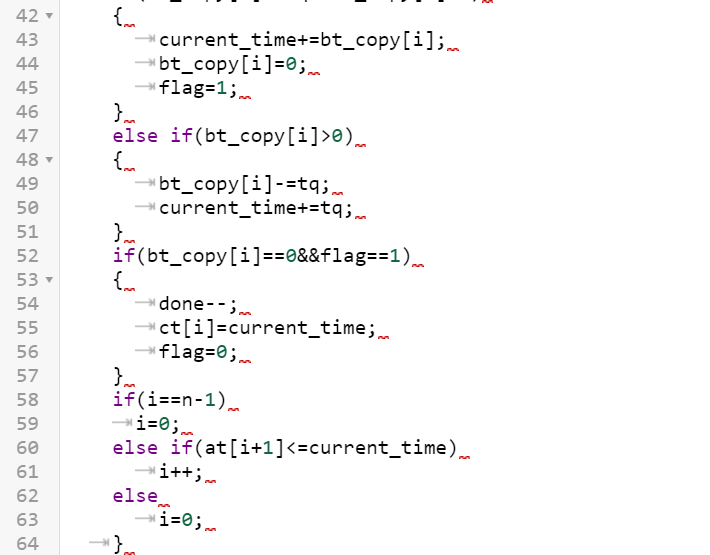 42 {
43 current_time+=bt_copy[i];
44 bt_copy[i]=0;
45 flag=1;
46 }
47 else if(bt_copy[i]>0)
48 {
49 bt_copy[i]-=tq;
50 current_time+=tq;
51 }
52 if(bt_copy[i]==0&&flag==1)
53 {
54 done--;
55 ct[i]=current_time;
56 flag=0;
57 }
58 if(i==n-1)
59 i=0;
60 else if(at[i+1]<=current_time)
61 i++;
62 else
63 i=0;
64 }